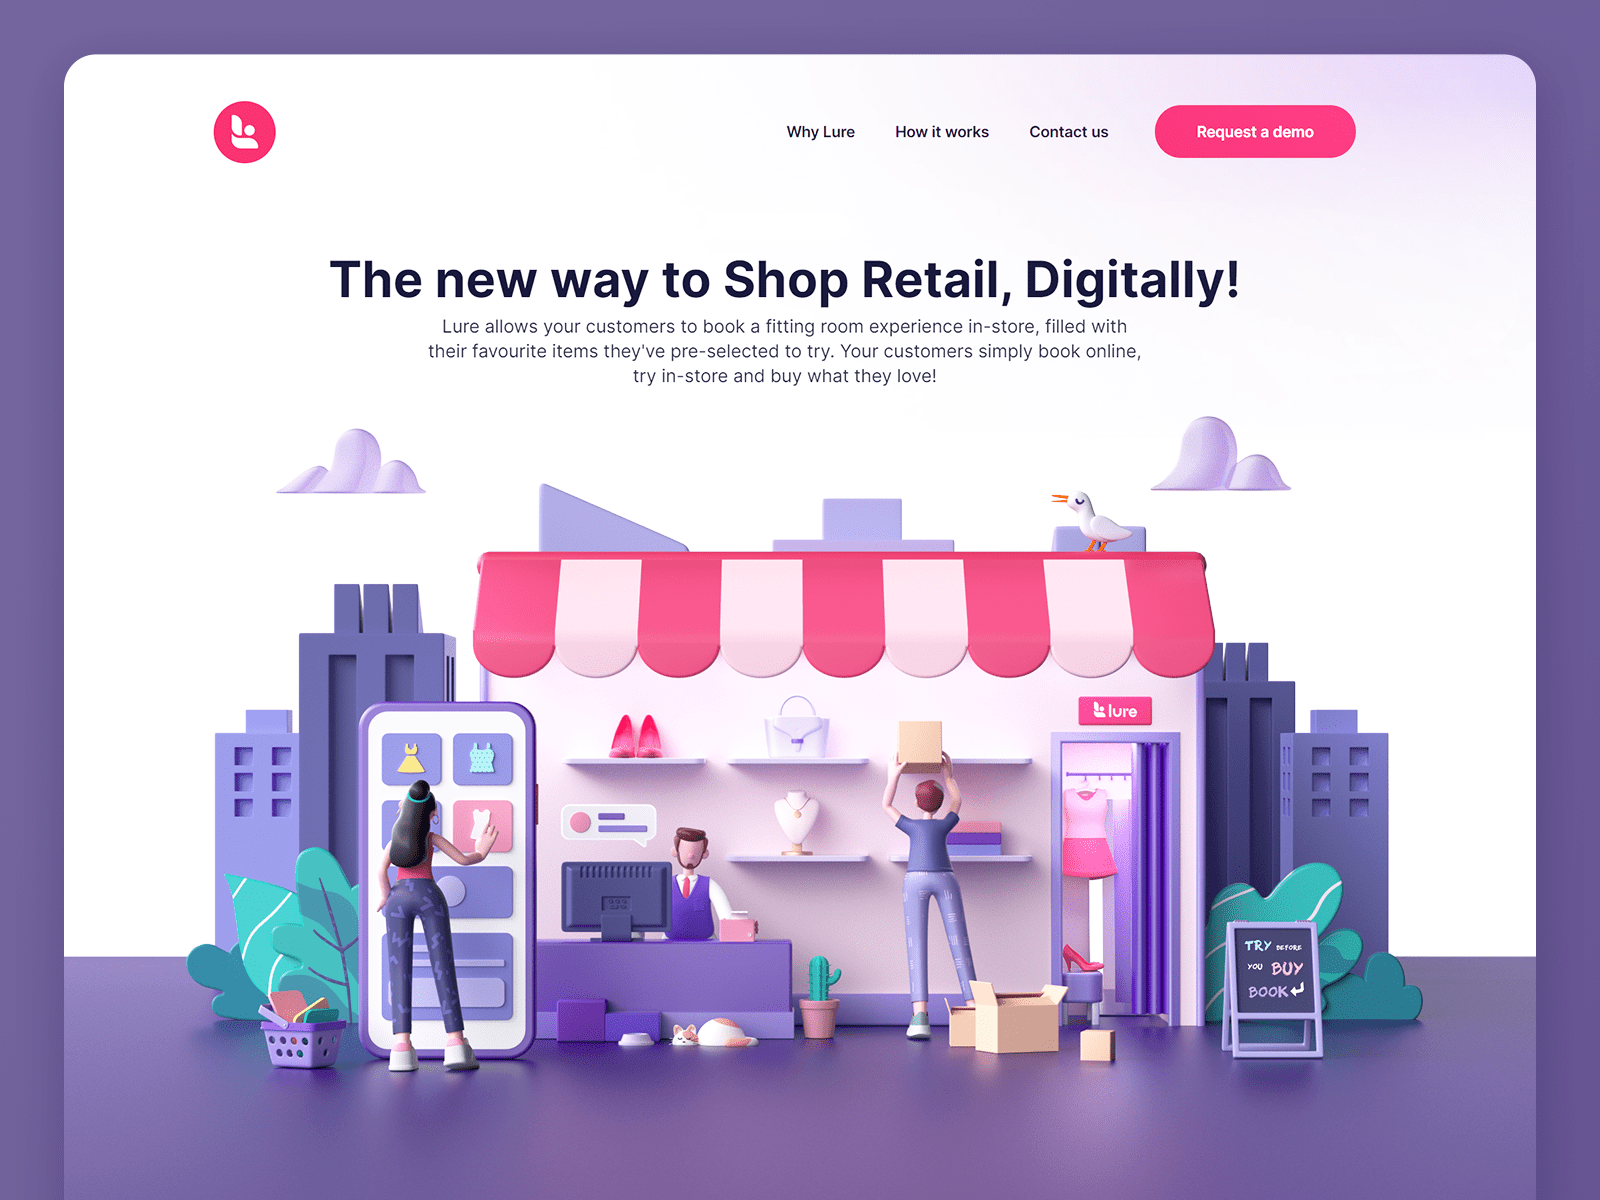 Why Lure
How it works
Contact us
Request a demo
The new way to Shop Retail, Digitally!
Lure allows your customers to book a fitting room experience in-store, filled with
their favourite items they've pre-selected to try. Your customers simply book online,
try in-store and buy what they love!
lure
TRY BEFORE
YOU BUY
BOOK